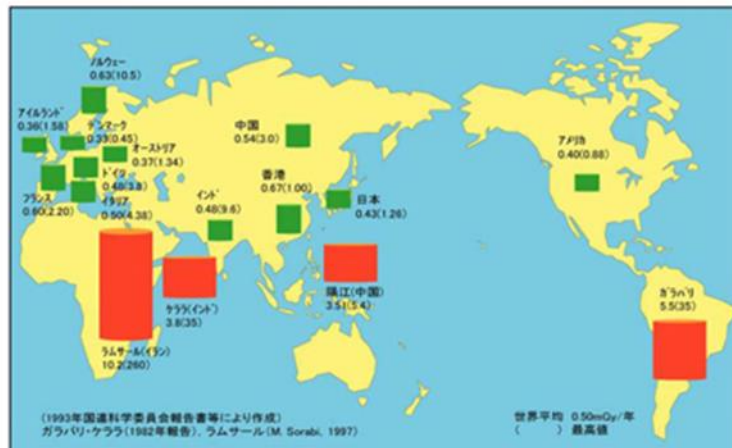 ノルウェー
0.63(10.5)
アイルランド
0.36(1.58)
デンマーク
0.33(0.45)
オーストリア
0.37(1.34)
ドイツ
0.48(3.8)
フランス
0.60(2.20)
イタリア
0.50(4.38)
中国
0.54(3.0)
香港
0.67(1.00)
インド
0.48(9.6)
日本
0.43(1.26)
アメリカ
0.40(0.88)
ケララ(インド)
3.8(35)
陽江(中国)
3.51(5.4)
ガラパリ
5.5(35)
ラムサール(イラン)
10.2(260)
(1993年国連科学委員会報告書等により作成)
ガラパリ・ケララ(1982年報告), ラムサール(M. Sorabi, 1997)
世界平均 0.50mGy/年
( ) 最高値